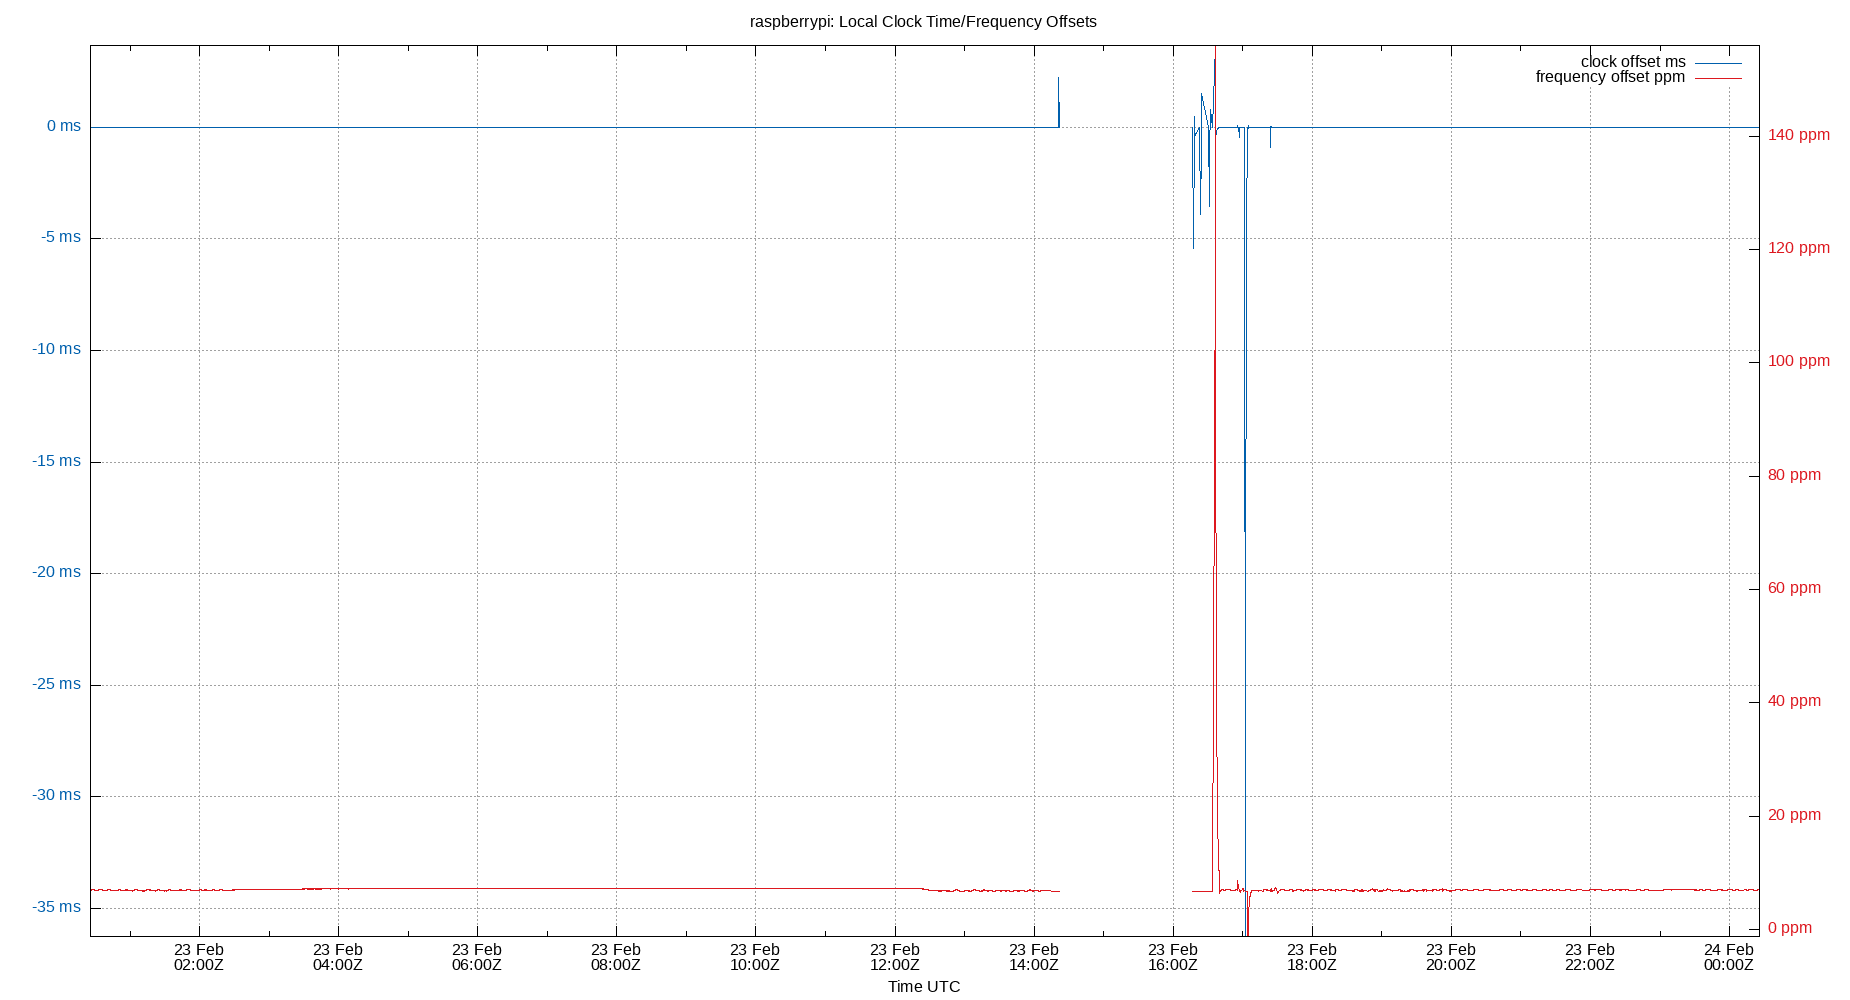 raspberrypi: Local Clock Time/Frequency Offsets
clock offset ms
frequency offset ppm
0 ms
-5 ms
-10 ms
-15 ms
-20 ms
-25 ms
-30 ms
-35 ms
140 ppm
120 ppm
100 ppm
80 ppm
60 ppm
40 ppm
20 ppm
0 ppm
23 Feb 23 Feb 23 Feb 23 Feb 23 Feb 23 Feb 23 Feb 23 Feb 23 Feb 23 Feb 23 Feb 24 Feb
02:00Z 04:00Z 06:00Z 08:00Z 10:00Z 12:00Z 14:00Z 16:00Z 18:00Z 20:00Z 22:00Z 00:00Z
Time UTC